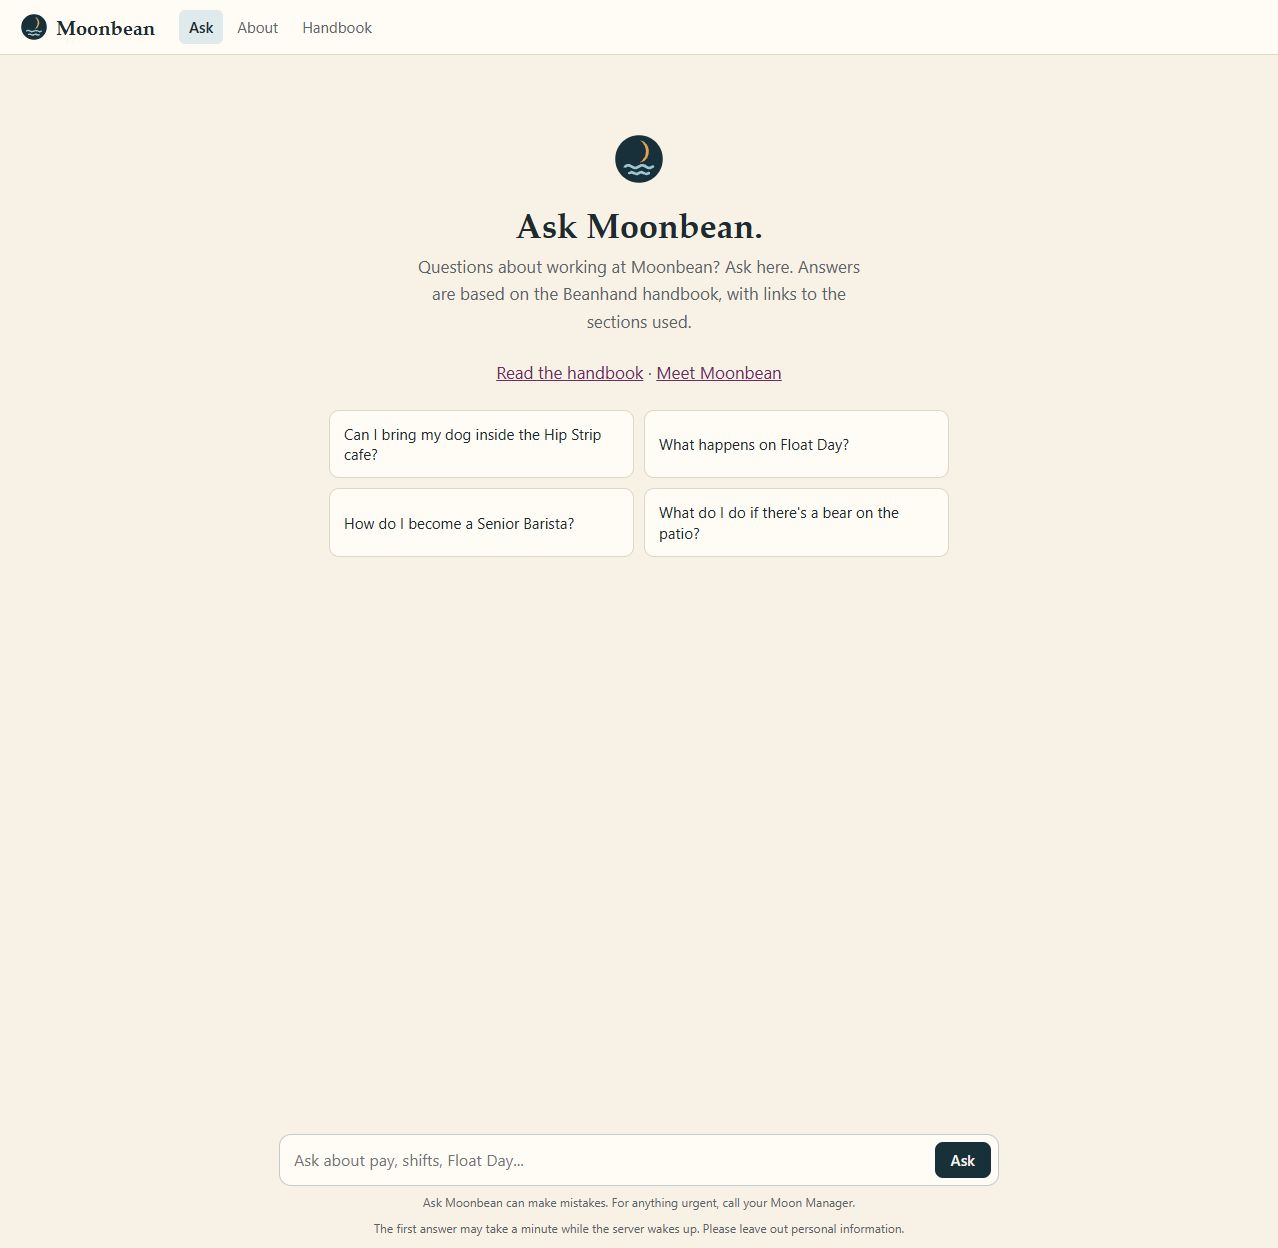 Moonbean Ask About Handbook
Ask Moonbean.
Questions about working at Moonbean? Ask here. Answers
are based on the Beanhand handbook, with links to the
sections used.
Read the handbook · Meet Moonbean
Can I bring my dog inside the Hip Strip
cafe?
What happens on Float Day?
How do I become a Senior Barista?
What do I do if there's a bear on the
patio?
Ask about pay, shifts, Float Day...
Ask
Ask Moonbean can make mistakes. For anything urgent, call your Moon Manager.
The first answer may take a minute while the server wakes up. Please leave out personal information.